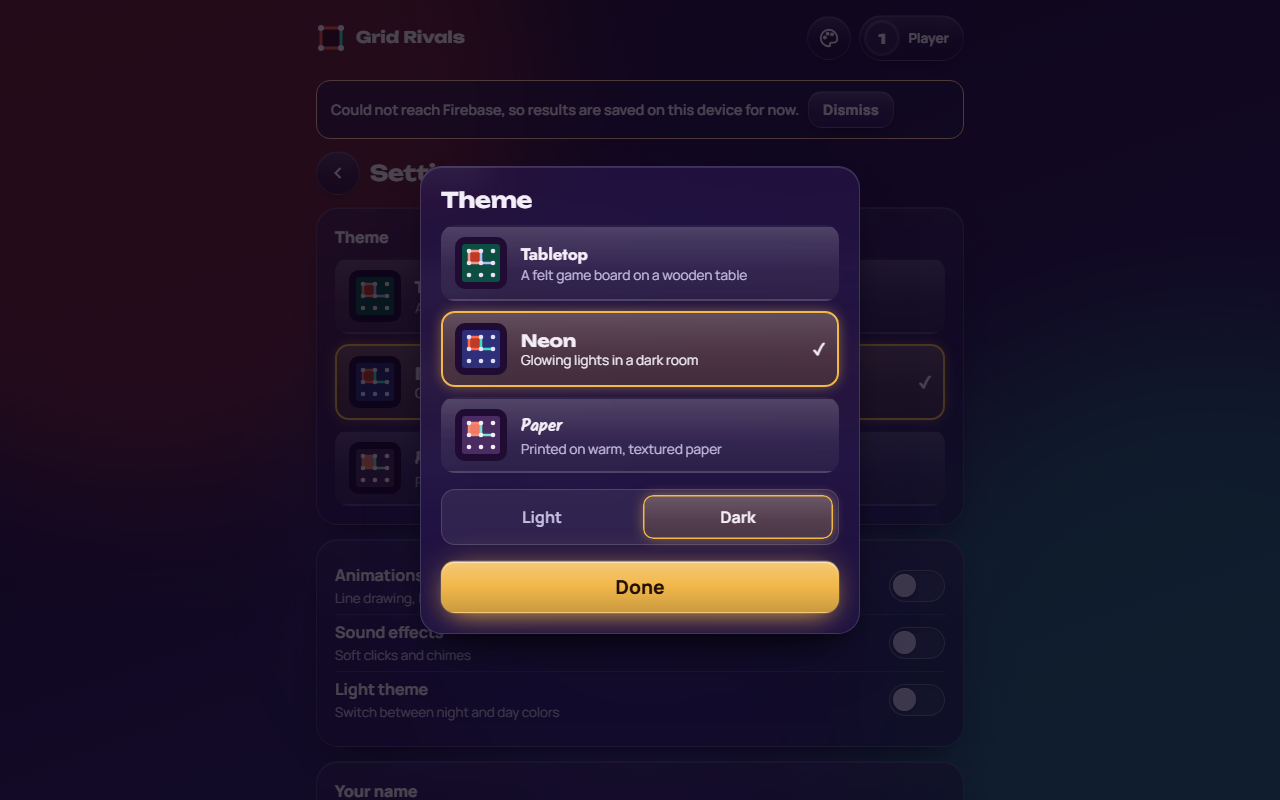 Grid Rivals
1 Player
Could not reach Firebase, so results are saved on this device for now. Dismiss
Theme
Theme
Tabletop
A felt game board on a wooden table
Neon
Glowing lights in a dark room
Paper
Printed on warm, textured paper
Light Dark
Done
Animations
Line drawing,
Sound effects
Soft clicks and chimes
Light theme
Switch between night and day colors
Your name